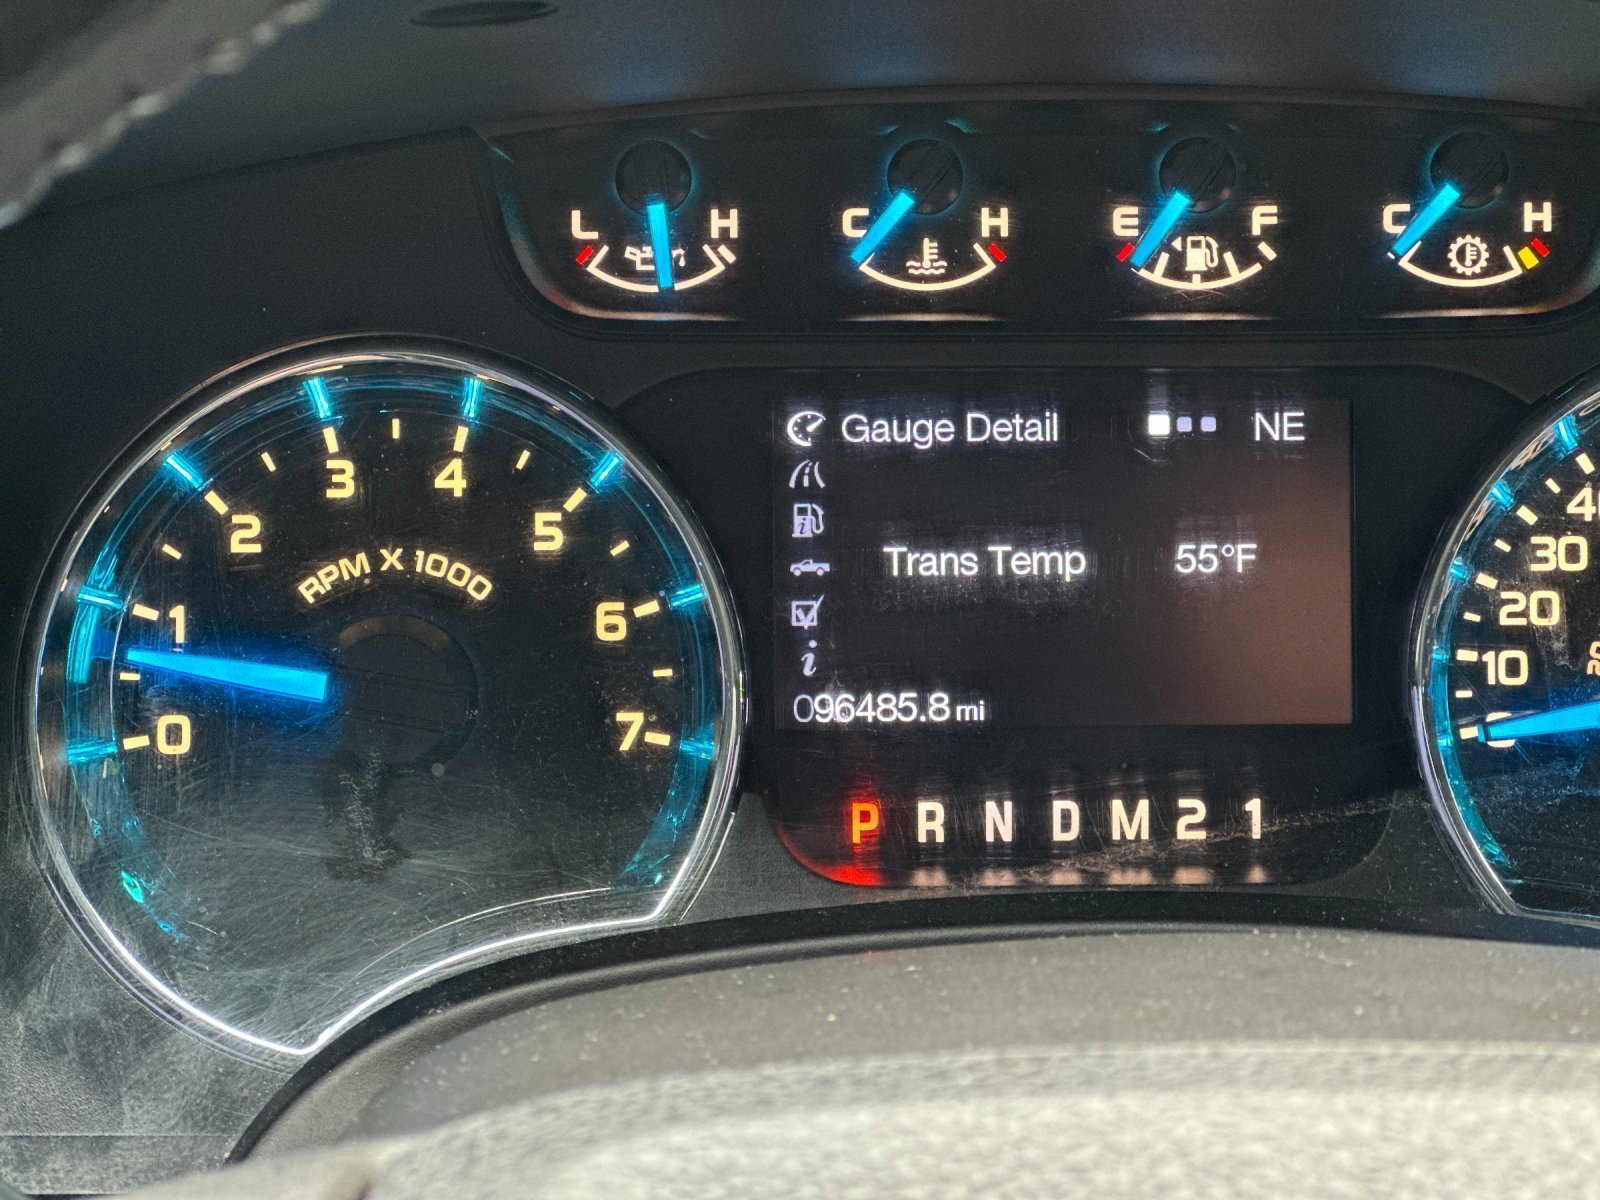 L H C H E F C H
Gauge Detail NE
Trans Temp 55°F
096485.8 mi
P R N D M 2 1
0 1 2 3 4 5 6 7
RPM X 1000
0 10 20 30